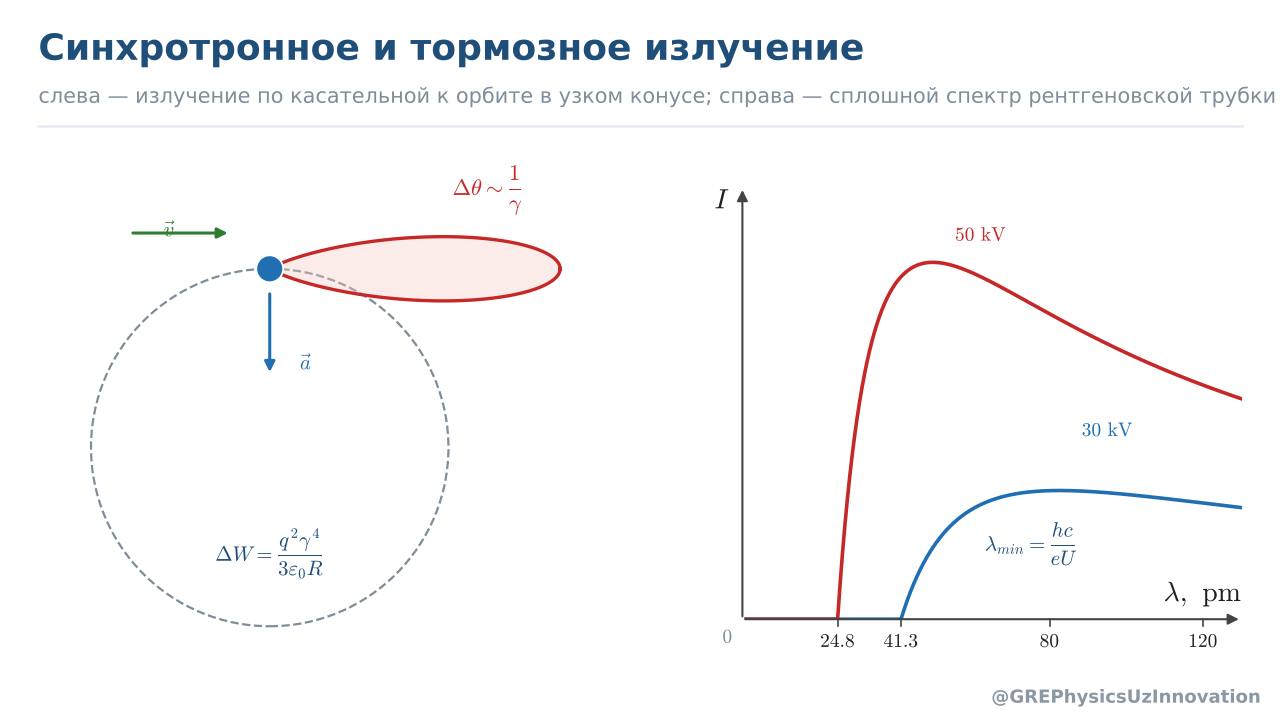 Синхротронное и тормозное излучение
слева — излучение по касательной к орбите в узком конусе; справа — сплошной спектр рентгеновской трубки
Δθ ~ 1/γ
v⃗
a⃗
ΔW = q²γ⁴/3ε₀R
I
50 kV
30 kV
λ_min = hc/eU
λ, pm
0
24.8 41.3 80 120
@GREPhysicsUzInnovation